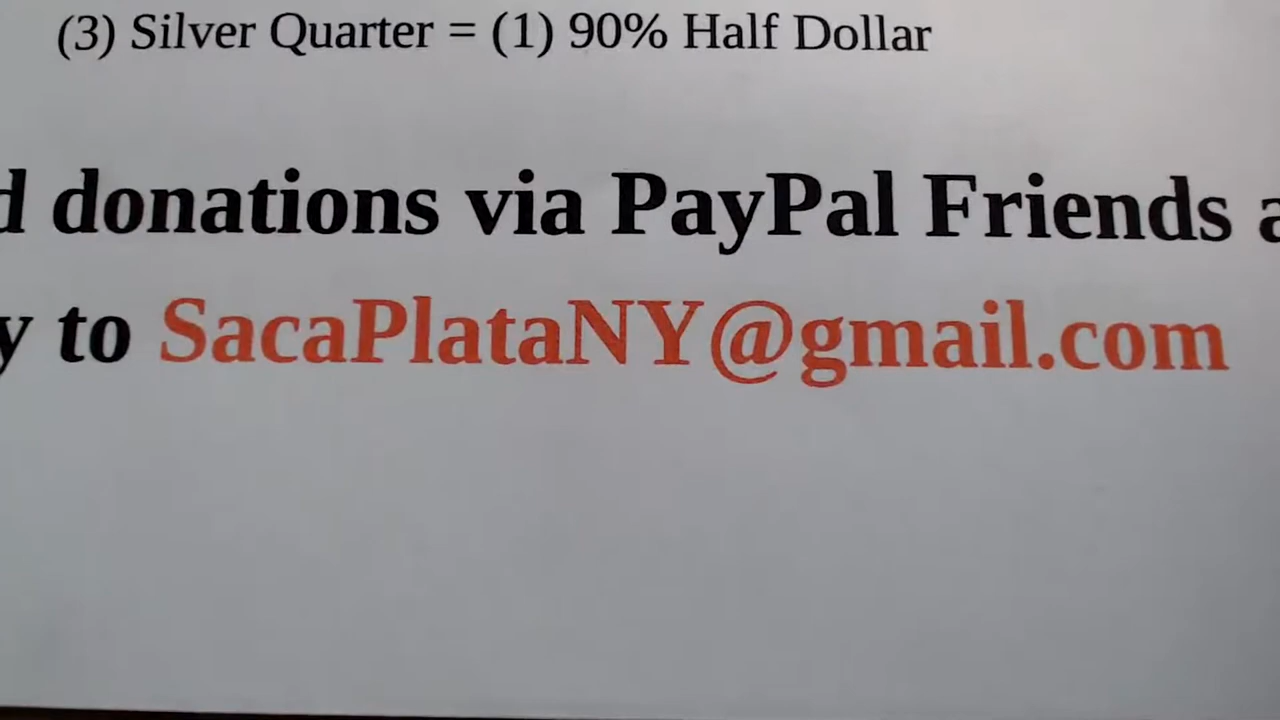 (3) Silver Quarter = (1) 90% Half Dollar
donations via PayPal Friends
to SacaPlataNY@gmail.com